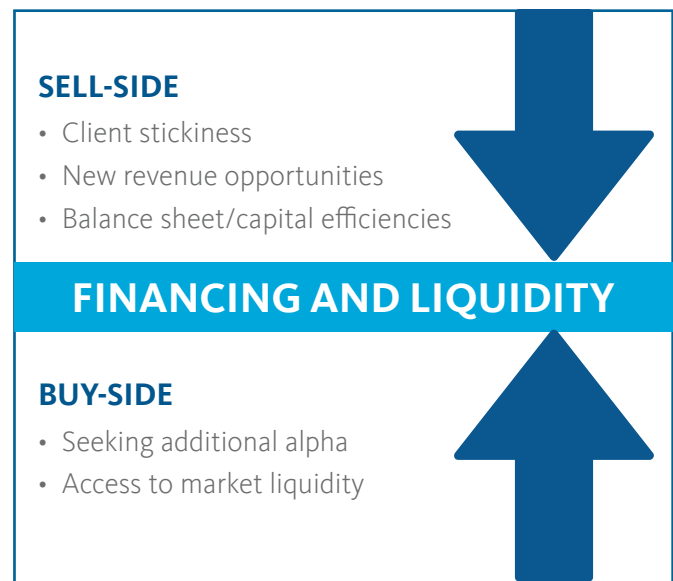 SELL-SIDE
• Client stickiness
• New revenue opportunities
• Balance sheet/capital efficiencies
FINANCING AND LIQUIDITY
BUY-SIDE
• Seeking additional alpha
• Access to market liquidity